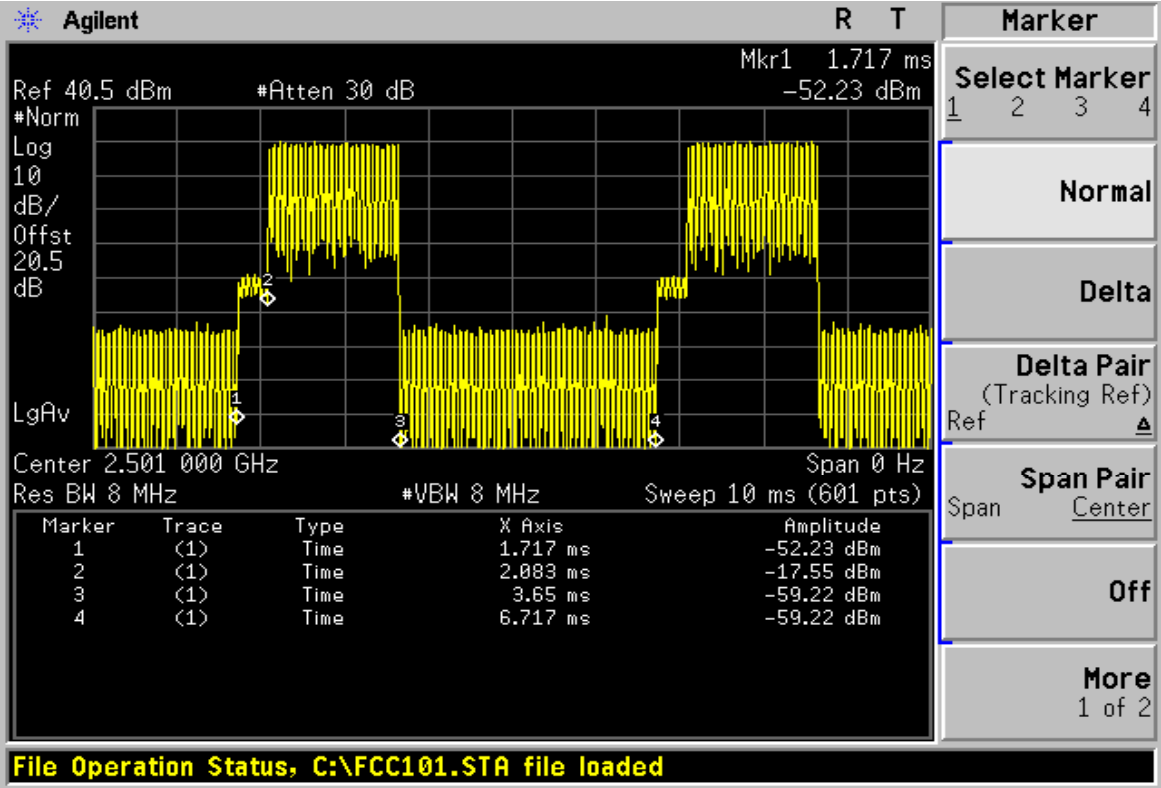 Agilent R T
Mkr1 1.717 ms
Ref 40.5 dBm #Atten 30 dB -52.23 dBm
#Norm
Log
10
dB/
Offst
20.5
dB
LgAv
2
1
3
4
Center 2.501 000 GHz Span 0 Hz
Res BW 8 MHz #VBW 8 MHz Sweep 10 ms (601 pts)
Marker Trace Type X Axis Amplitude
1 (1) Time 1.717 ms -52.23 dBm
2 (1) Time 2.083 ms -17.55 dBm
3 (1) Time 3.65 ms -59.22 dBm
4 (1) Time 6.717 ms -59.22 dBm
File Operation Status, C:\FCC101.STA file loaded
Marker
Select Marker
1 2 3 4
Normal
Delta
Delta Pair
(Tracking Ref)
Ref Δ
Span Pair
Span Center
Off
More
1 of 2